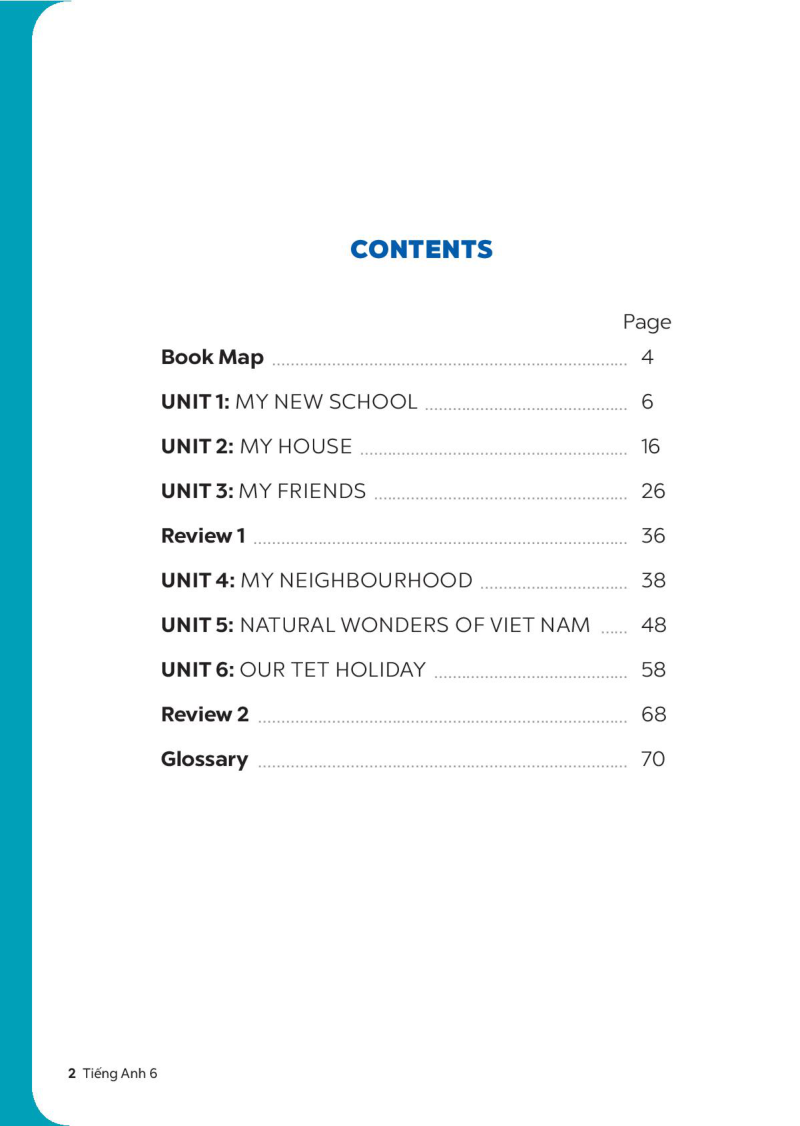 CONTENTS
Page
Book Map 4
UNIT 1: MY NEW SCHOOL 6
UNIT 2: MY HOUSE 16
UNIT 3: MY FRIENDS 26
Review 1 36
UNIT 4: MY NEIGHBOURHOOD 38
UNIT 5: NATURAL WONDERS OF VIET NAM 48
UNIT 6: OUR TET HOLIDAY 58
Review 2 68
Glossary 70
2 Tiếng Anh 6